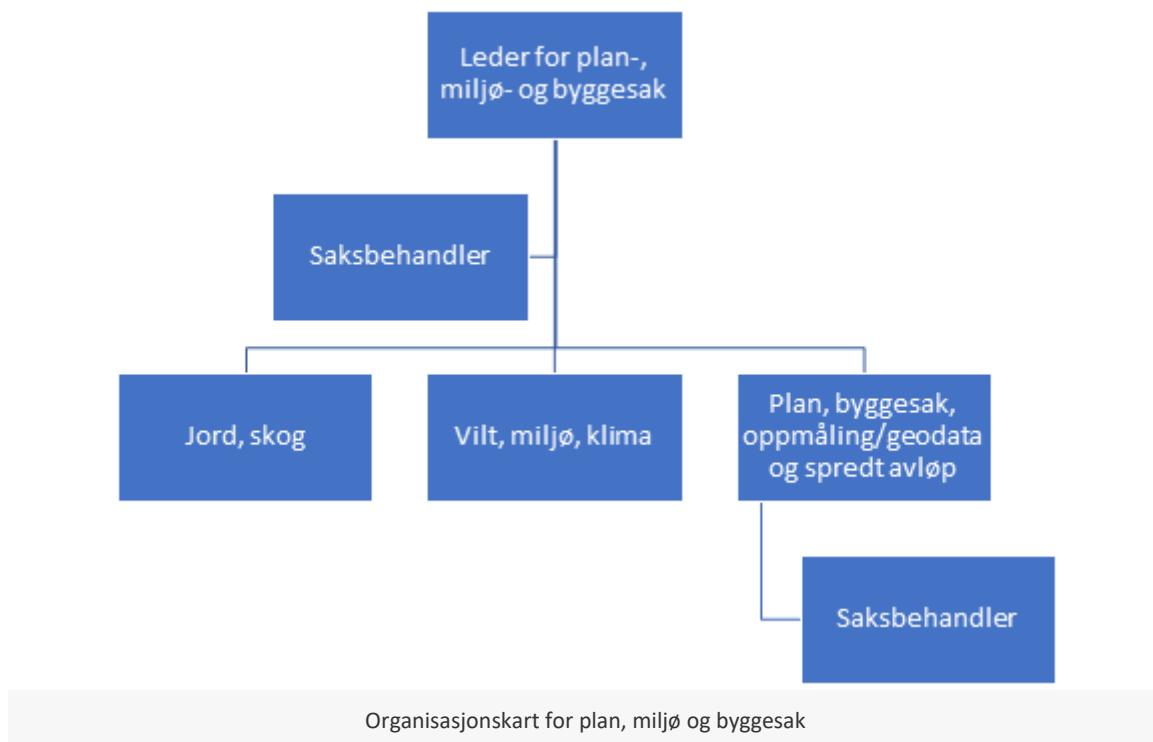 Leder for plan-,
miljø- og byggesak
Saksbehandler
Jord, skog
Vilt, miljø, klima
Plan, byggesak,
oppmåling/geodata
og spredt avløp
Saksbehandler
Organisasjonskart for plan, miljø og byggesak